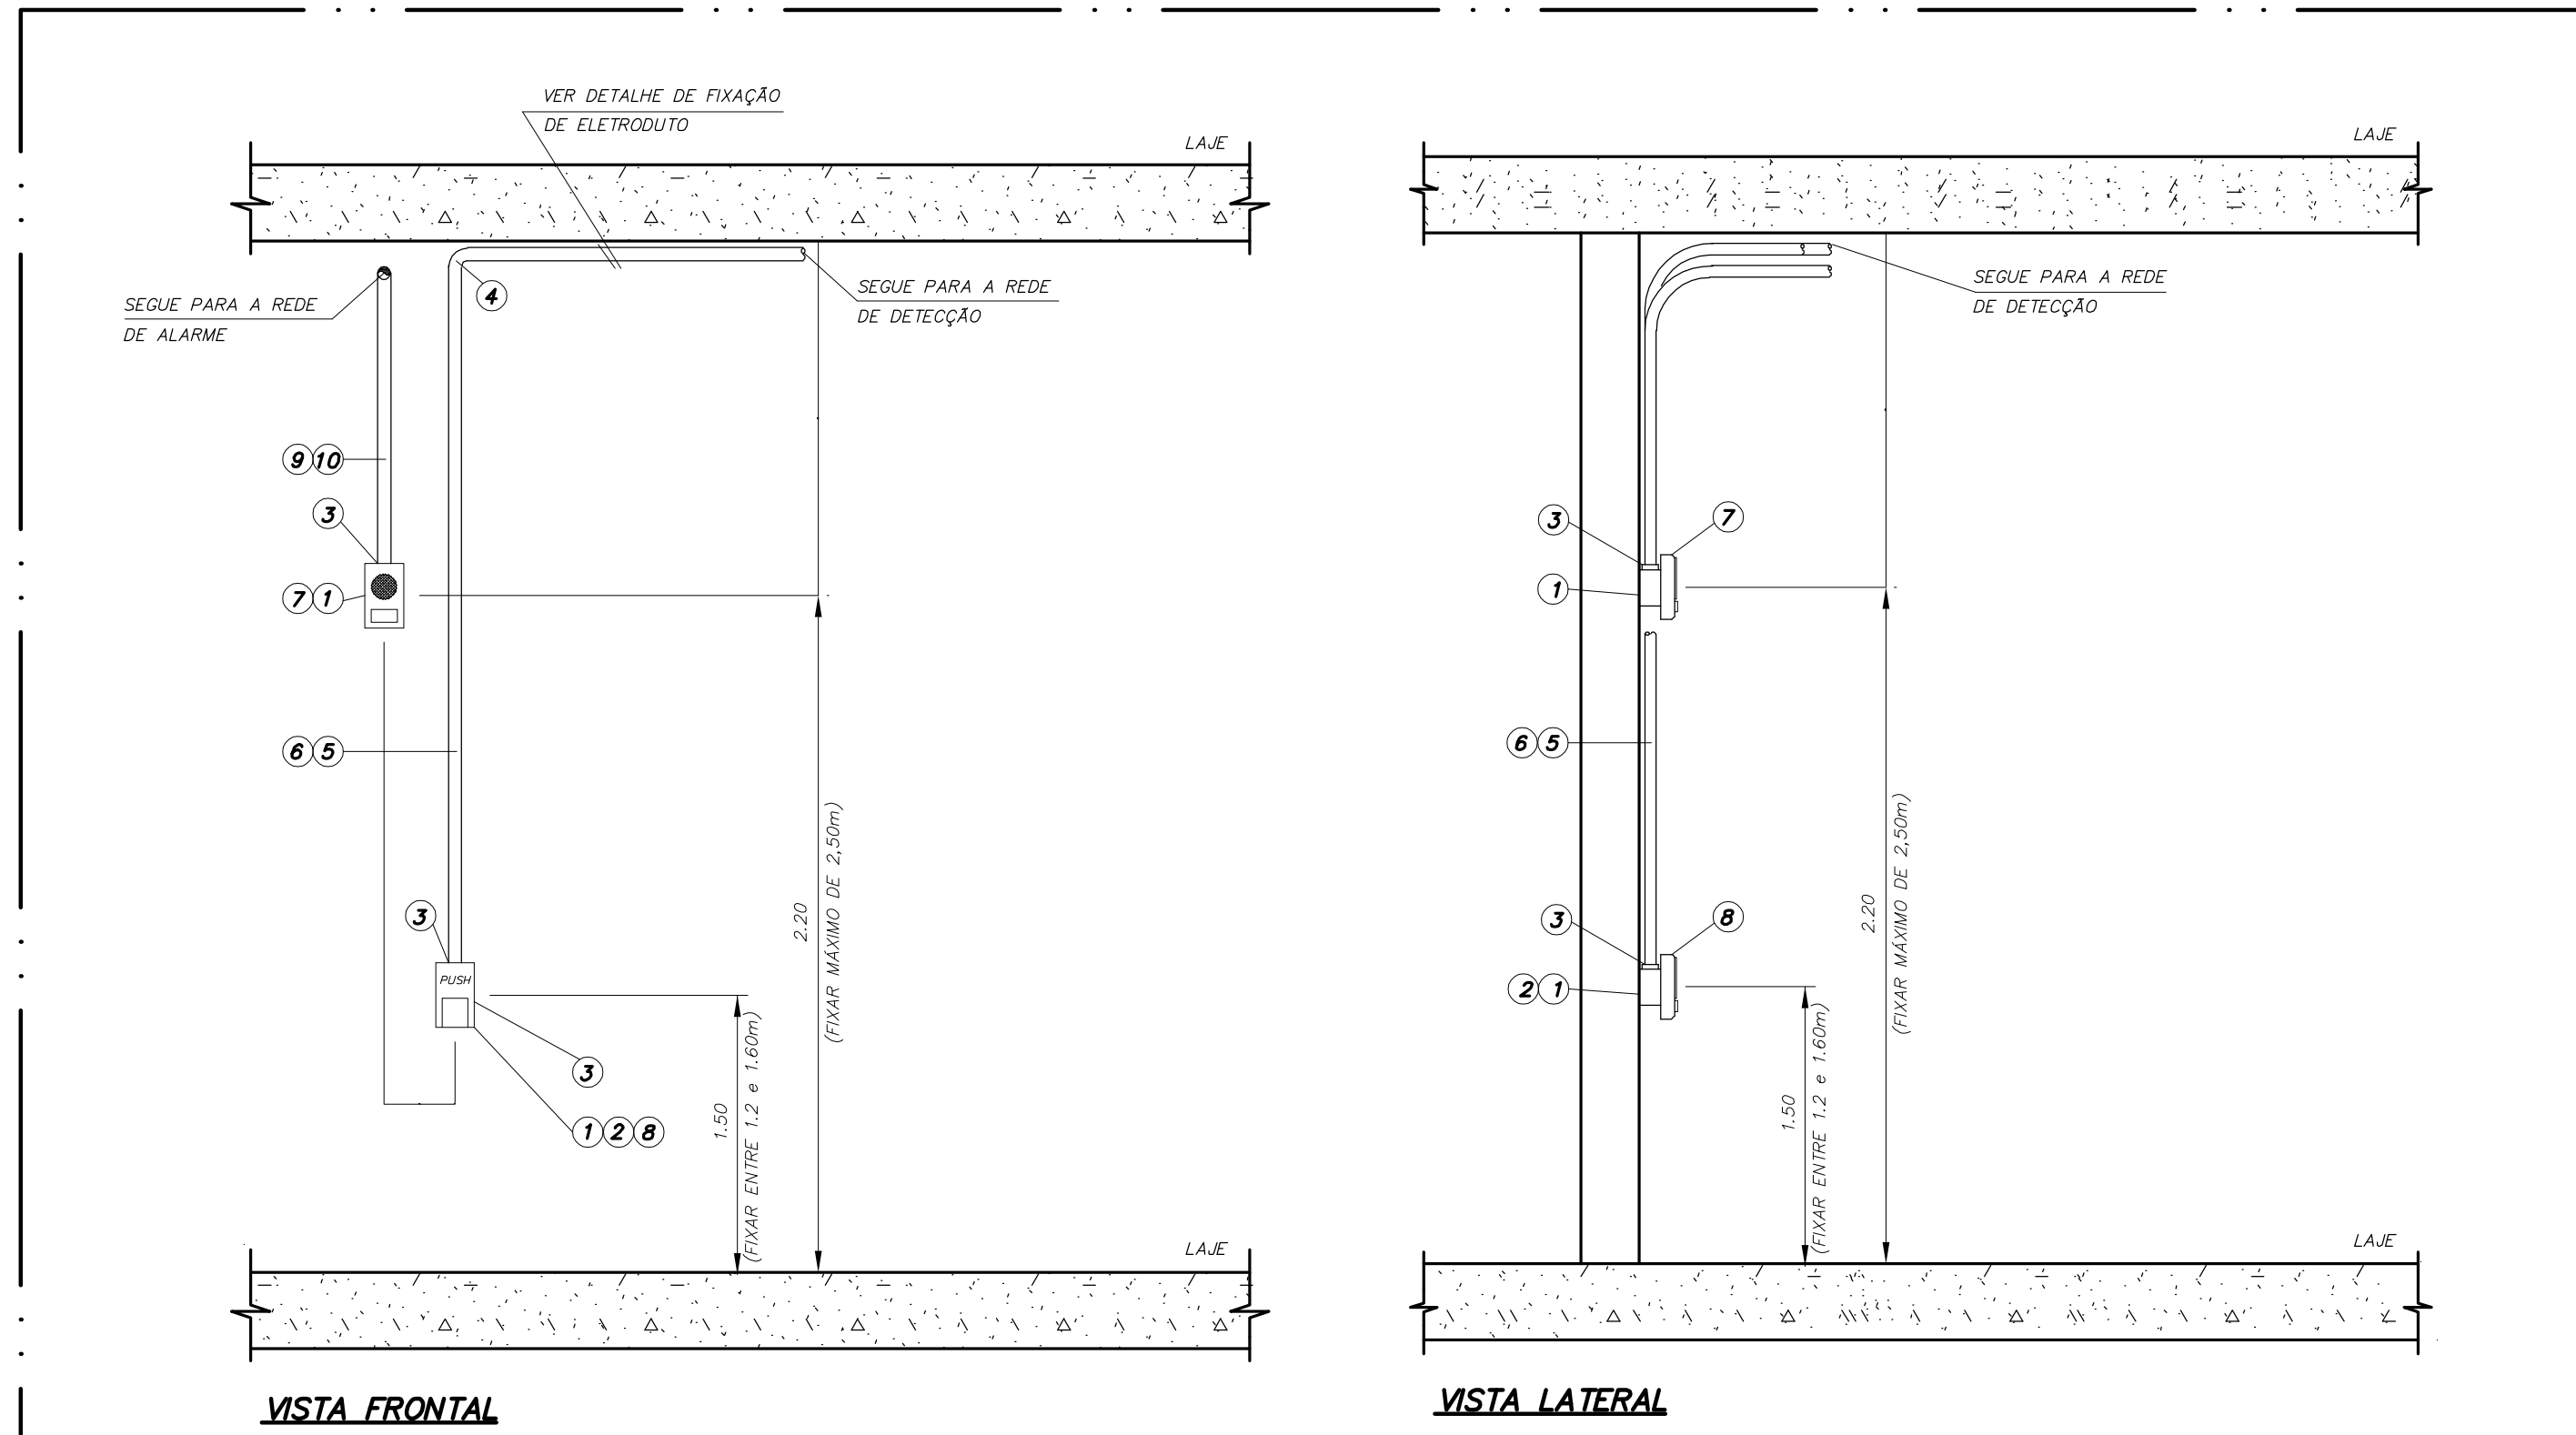 VER DETALHE DE FIXAÇÃO
DE ELETRODUTO
LAJE
SEGUE PARA A REDE
DE ALARME
4
SEGUE PARA A REDE
DE DETECÇÃO
9 10
3
7 1
6 5
3
PUSH
3
1 2 8
1.50
(FIXAR ENTRE 1.2 e 1.60m)
2.20
(FIXAR MÁXIMO DE 2,50m)
LAJE
VISTA FRONTAL
LAJE
SEGUE PARA A REDE
DE DETECÇÃO
3
7
1
6 5
3
8
2 1
1.50
(FIXAR ENTRE 1.2 e 1.60m)
2.20
(FIXAR MÁXIMO DE 2,50m)
LAJE
VISTA LATERAL